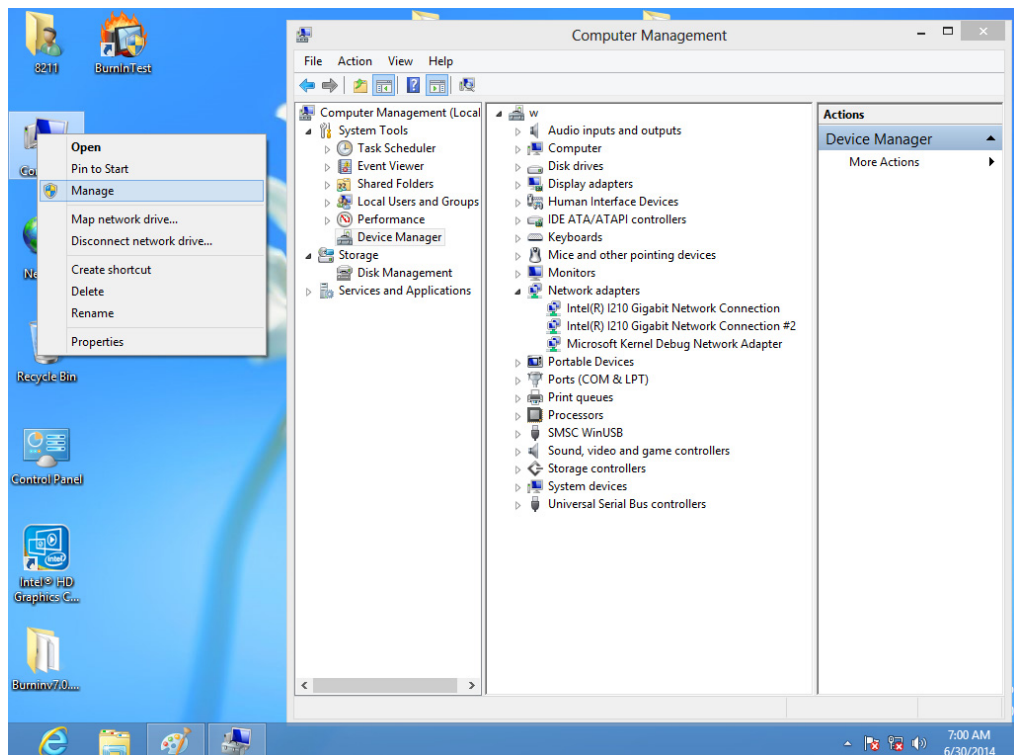 8211
BurninTest
Open
Pin to Start
Manage
Map network drive...
Disconnect network drive...
Create shortcut
Delete
Rename
Properties
Recycle Bin
Control Panel
Intel® HD
Graphics C...
Burninv7.0....
Computer Management
File Action View Help
Computer Management (Local
System Tools
Task Scheduler
Event Viewer
Shared Folders
Local Users and Groups
Performance
Device Manager
Storage
Disk Management
Services and Applications
w
Audio inputs and outputs
Computer
Disk drives
Display adapters
Human Interface Devices
IDE ATA/ATAPI controllers
Keyboards
Mice and other pointing devices
Monitors
Network adapters
Intel(R) I210 Gigabit Network Connection
Intel(R) I210 Gigabit Network Connection #2
Microsoft Kernel Debug Network Adapter
Portable Devices
Ports (COM & LPT)
Print queues
Processors
SMSC WinUSB
Sound, video and game controllers
Storage controllers
System devices
Universal Serial Bus controllers
Actions
Device Manager
More Actions
7:00 AM
6/30/2014